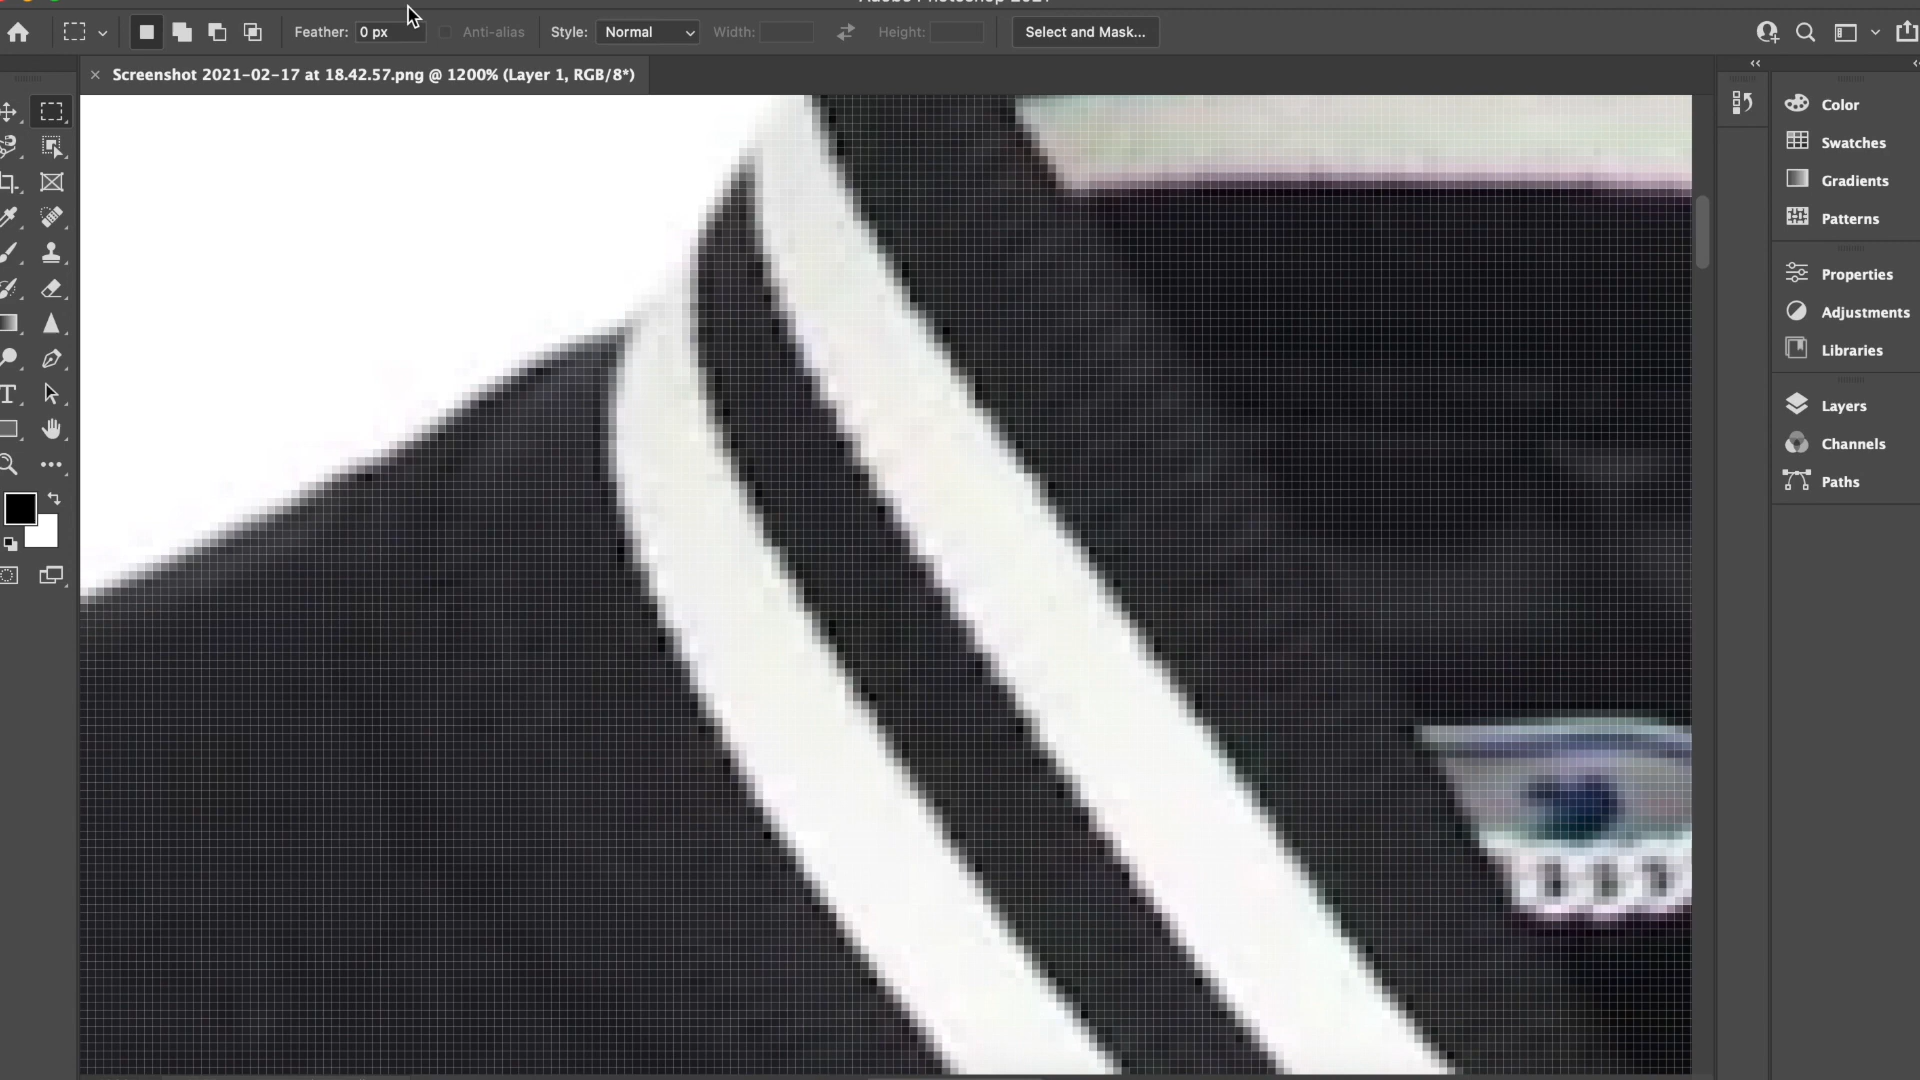 Feather: 0 px Anti-alias Style: Normal Width: Height: Select and Mask...
× Screenshot 2021-02-17 at 18.42.57.png @ 1200% (Layer 1, RGB/8*)
Color
Swatches
Gradients
Patterns
Properties
Adjustments
Libraries
Layers
Channels
Paths